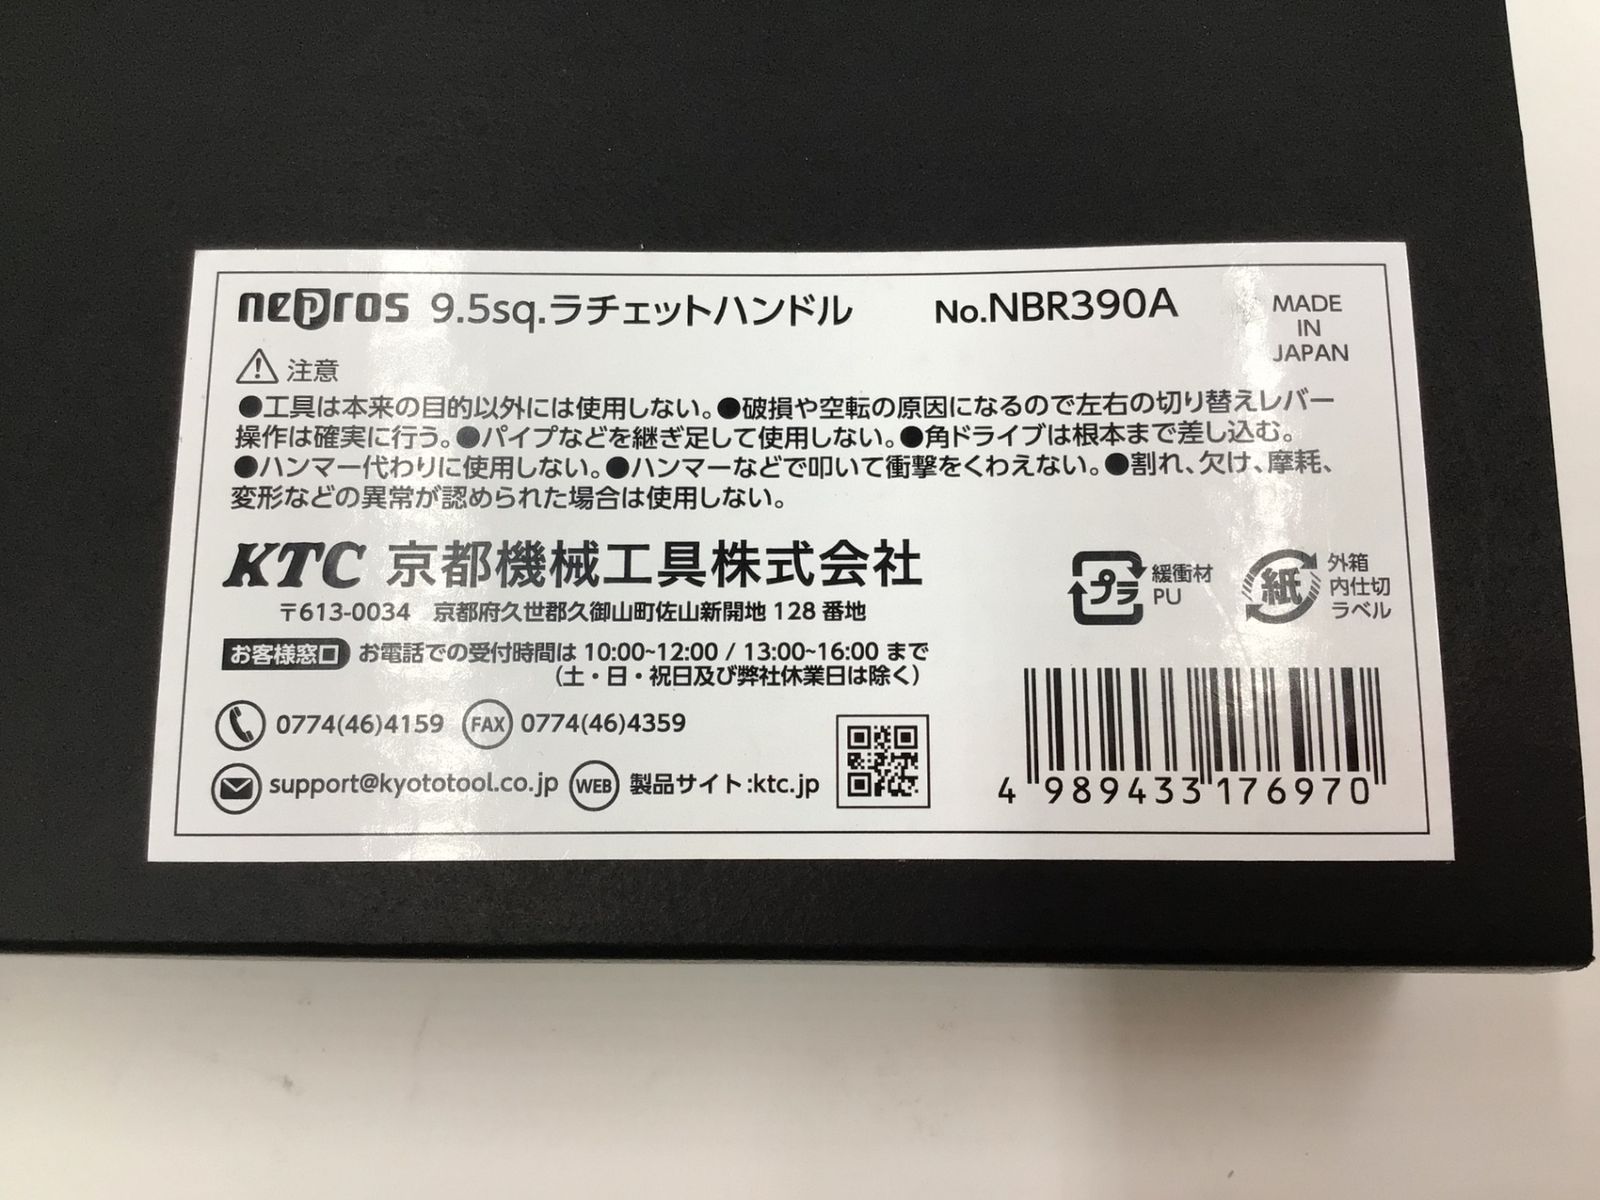 nepros 9.5sq.ラチェットハンドル No.NBR390A
MADE
IN
JAPAN
注意
●工具は本来の目的以外には使用しない。●破損や空転の原因になるので左右の切り替えレバー
操作は確実に行う。●パイプなどを継ぎ足して使用しない。●角ドライブは根本まで差し込む。
●ハンマー代わりに使用しない。●ハンマーなどで叩いて衝撃をくわえない。●割れ、欠け、摩耗、
変形などの異常が認められた場合は使用しない。
KTC 京都機械工具株式会社
〒613-0034 京都府久世郡久御山町佐山新開地 128 番地
プラ
緩衝材
PU
紙
外箱
内仕切
ラベル
お客様窓口 お電話での受付時間は 10:00~12:00 / 13:00~16:00 まで
(土・日・祝日及び弊社休業日は除く)
0774(46)4159 FAX 0774(46)4359
support@kyototool.co.jp WEB 製品サイト:ktc.jp
4 989433 176970